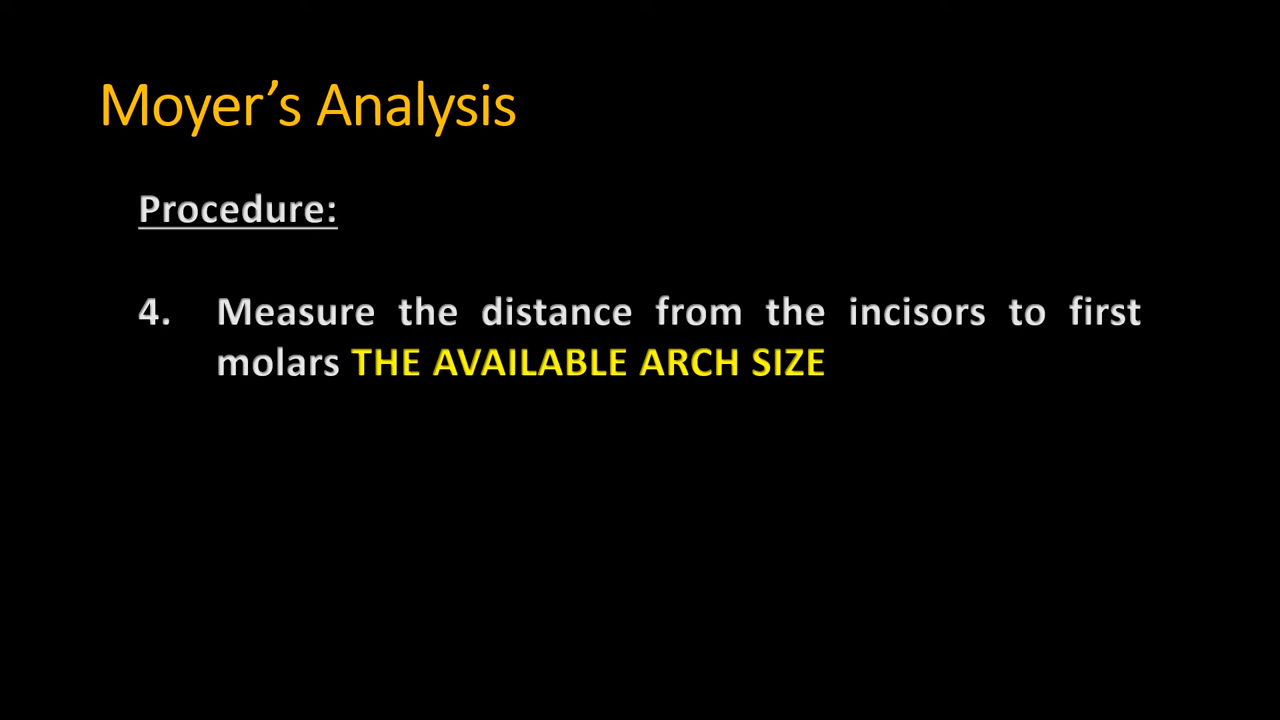 Moyer’s Analysis
Procedure:
4. Measure the distance from the incisors to first
molars THE AVAILABLE ARCH SIZE